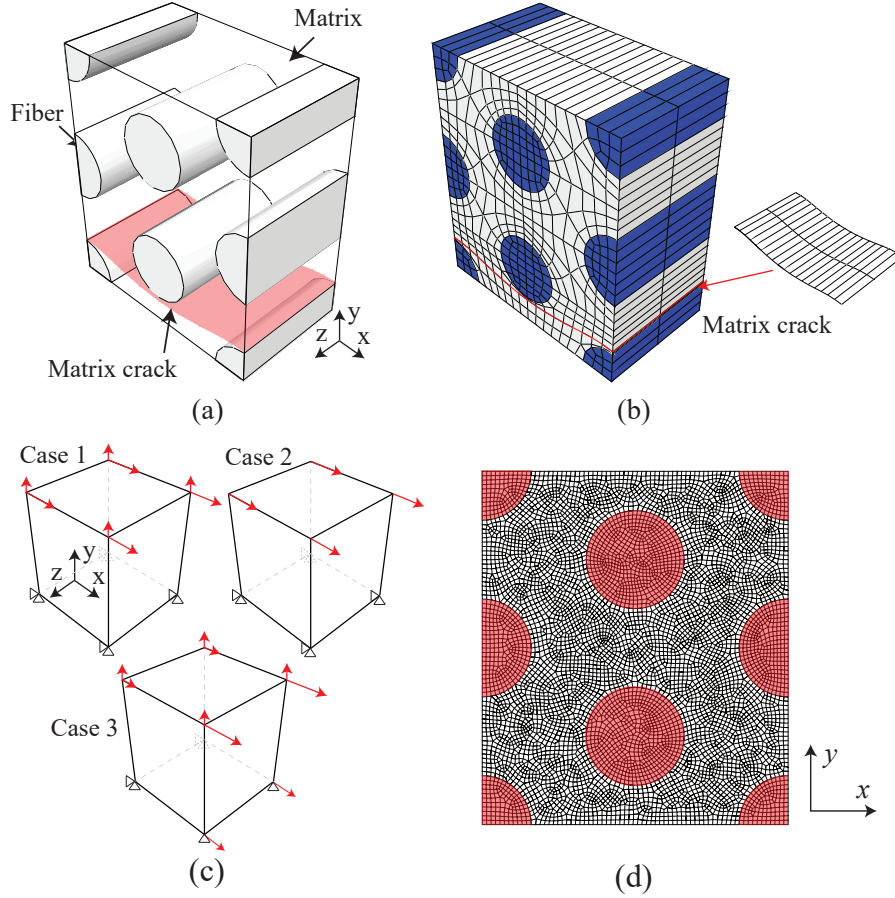 Matrix
Fiber
Matrix crack
y
z
x
(a)
Matrix crack
(b)
Case 1
y
z
x
Case 2
Case 3
(c)
y
x
(d)